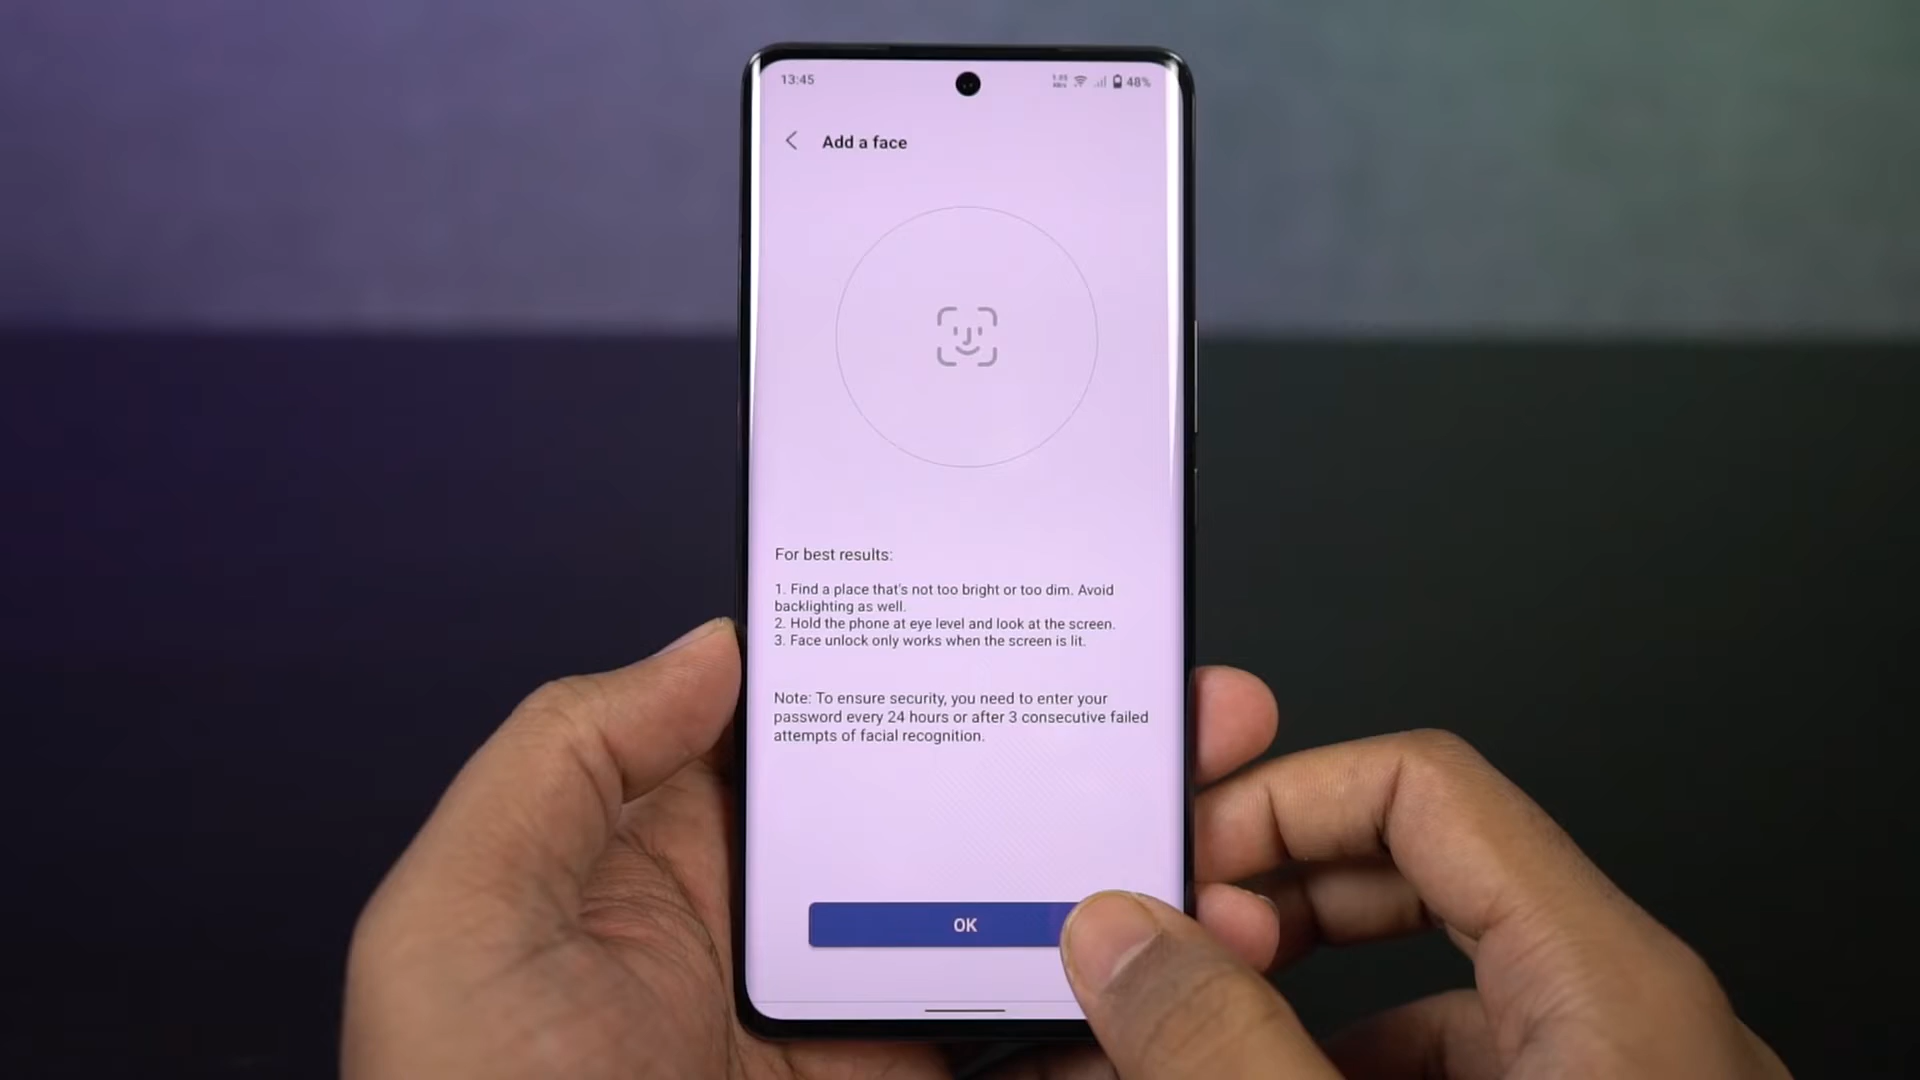 13:45
1.05
KB/s
48%
Add a face
For best results:
1. Find a place that's not too bright or too dim. Avoid
backlighting as well.
2. Hold the phone at eye level and look at the screen.
3. Face unlock only works when the screen is lit.
Note: To ensure security, you need to enter your
password every 24 hours or after 3 consecutive failed
attempts of facial recognition.
OK